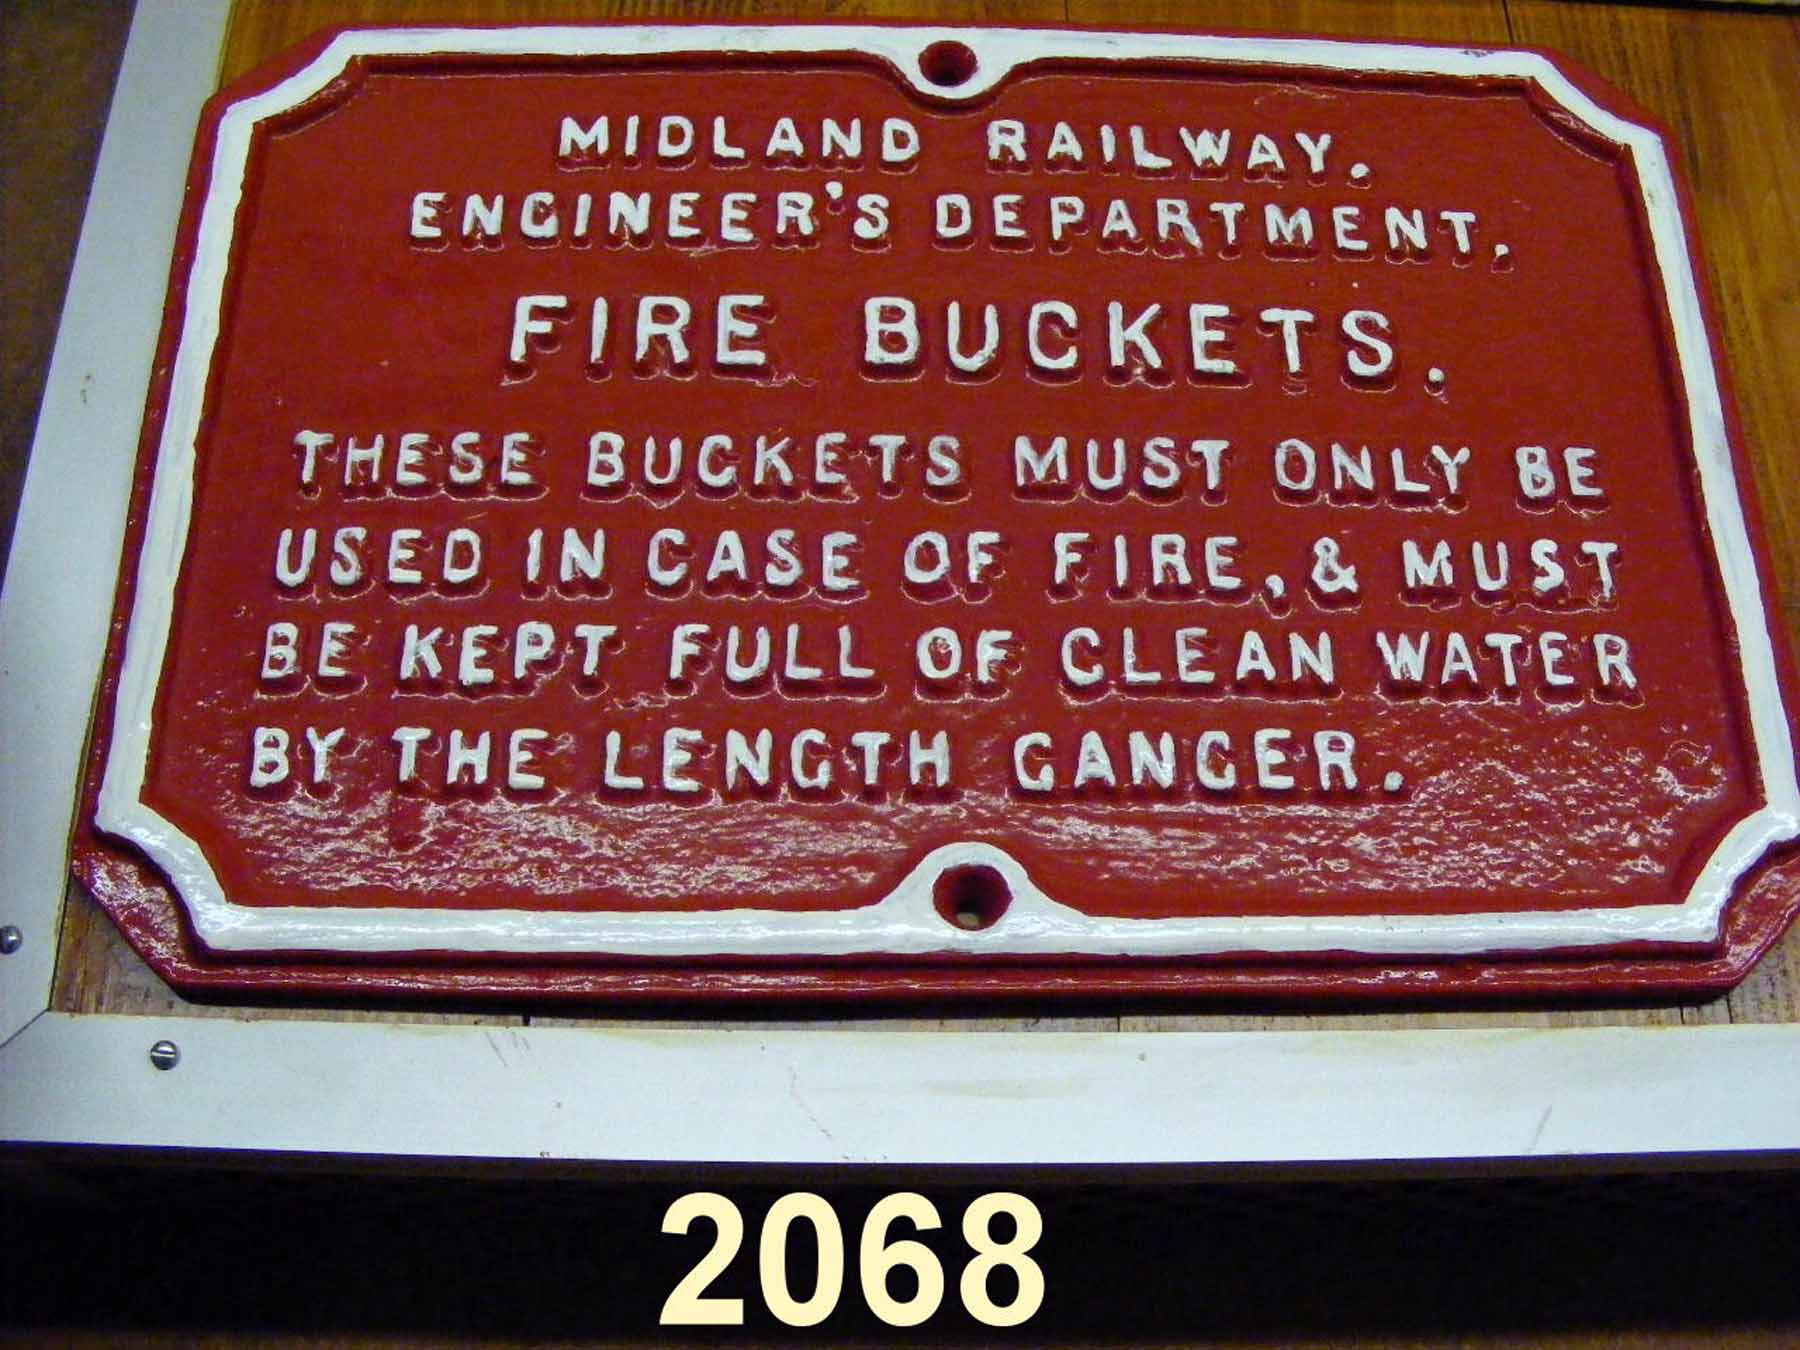 MIDLAND RAILWAY.
ENGINEER'S DEPARTMENT.
FIRE BUCKETS.
THESE BUCKETS MUST ONLY BE
USED IN CASE OF FIRE, & MUST
BE KEPT FULL OF CLEAN WATER
BY THE LENGTH GANGER.
2068